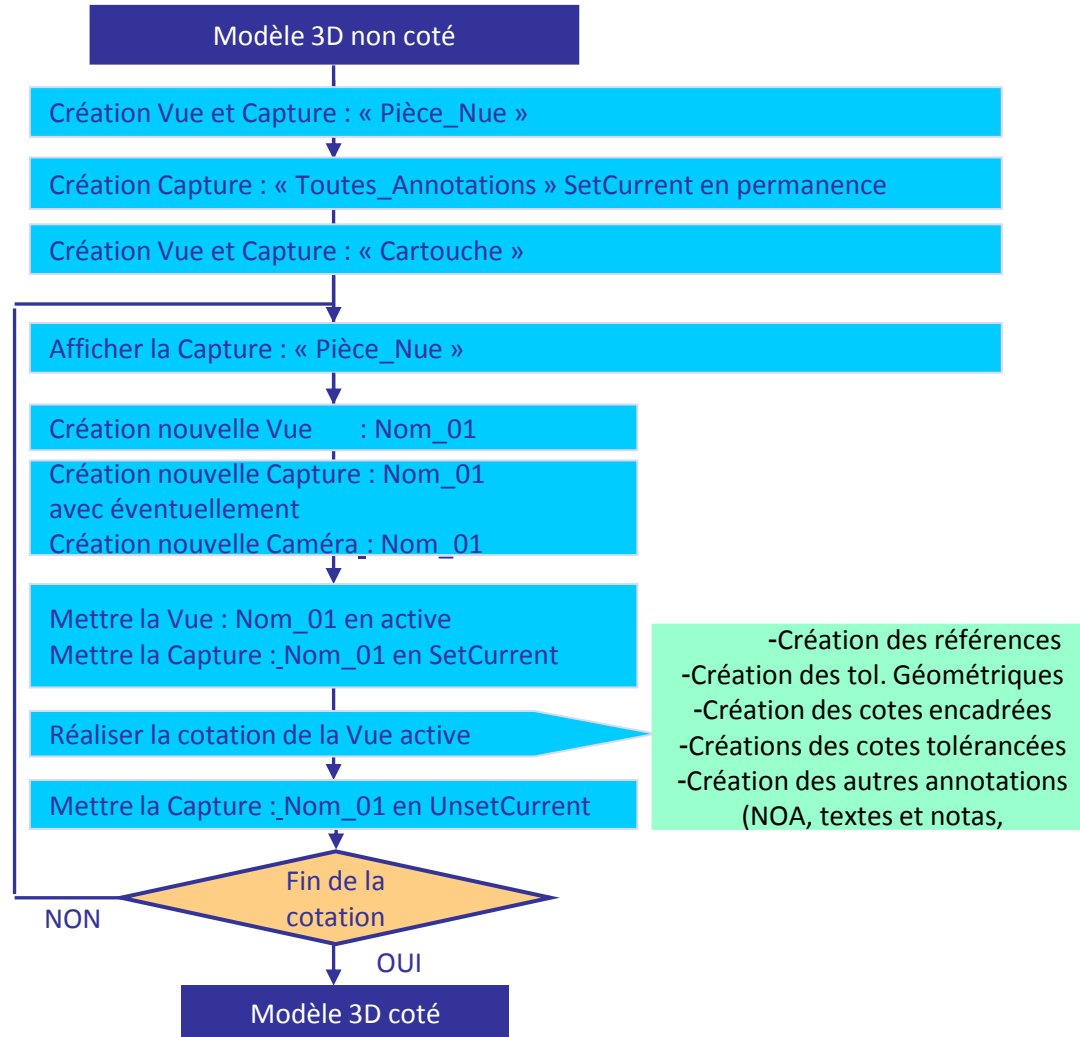 Modèle 3D non coté
Création Vue et Capture : « Pièce_Nue »
Création Capture : « Toutes_Annotations » SetCurrent en permanence
Création Vue et Capture : « Cartouche »
Afficher la Capture : « Pièce_Nue »
Création nouvelle Vue : Nom_01
Création nouvelle Capture : Nom_01
avec éventuellement
Création nouvelle Caméra : Nom_01
Mettre la Vue : Nom_01 en active
Mettre la Capture : Nom_01 en SetCurrent
Réaliser la cotation de la Vue active
-Création des références
-Création des tol. Géométriques
-Création des cotes encadrées
-Créations des cotes tolérancées
-Création des autres annotations
(NOA, textes et notas,
Mettre la Capture : Nom_01 en UnsetCurrent
Fin de la
cotation
NON
OUI
Modèle 3D coté